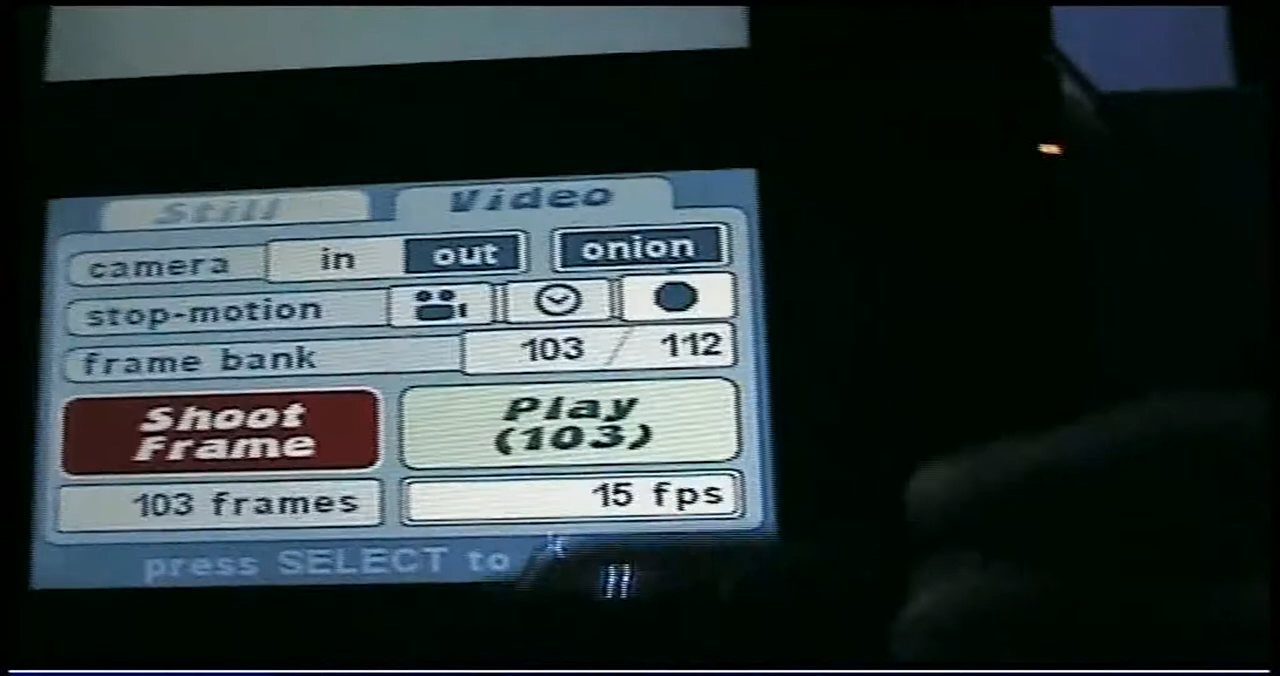 Still Video
camera in out onion
stop-motion
frame bank 103 / 112
Shoot Frame
Play (103)
103 frames 15 fps
press SELECT to